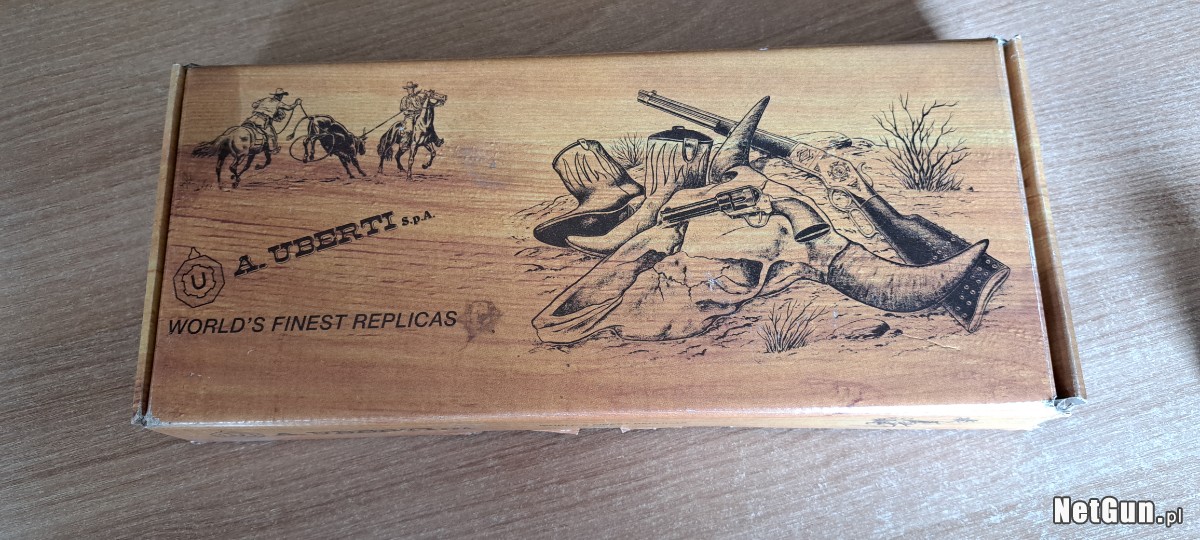 U
A. UBERTI S.p.A.
WORLD'S FINEST REPLICAS
NetGun.pl